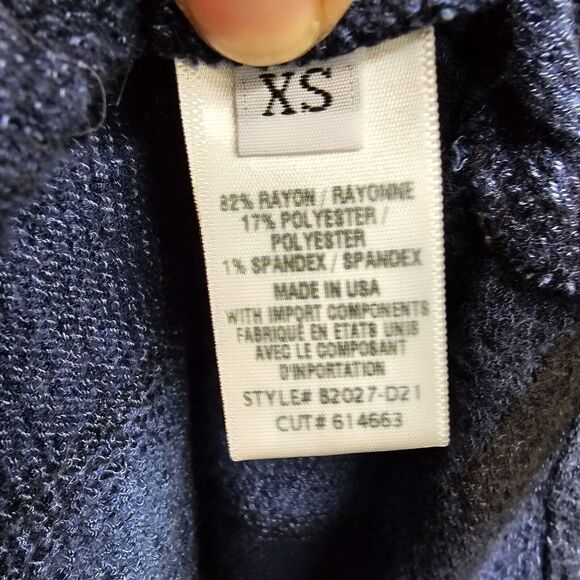 XS
82% RAYON / RAYONNE
17% POLYESTER /
POLYESTER
1% SPANDEX / SPANDEX
MADE IN USA
WITH IMPORT COMPONENTS
FABRIQUÉ EN ETATS UNIS
AVEC LE COMPOSANT
D'INPORTATION
STYLE# B2027-D21
CUT# 614663